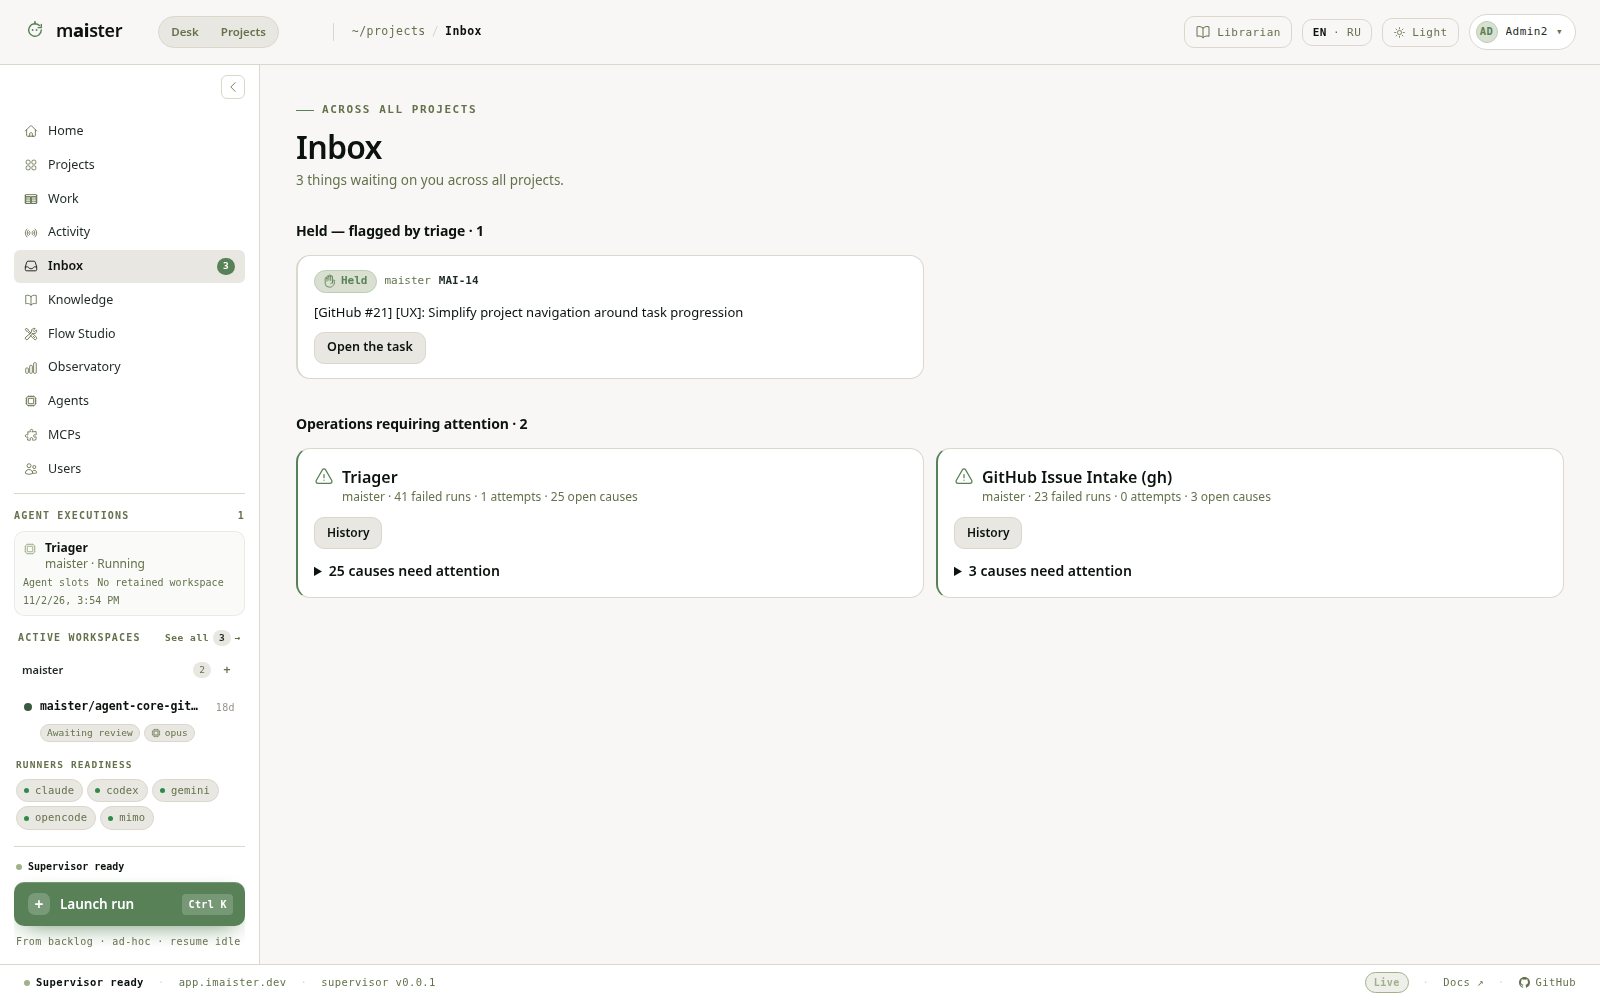 maister
Desk
Projects
~/projects / Inbox
Librarian
EN · RU
Light
AD
Admin2 ▾
Home
Projects
Work
Activity
Inbox
3
Knowledge
Flow Studio
Observatory
Agents
MCPs
Users
AGENT EXECUTIONS
1
Triager
maister · Running
Agent slots No retained workspace
11/2/26, 3:54 PM
ACTIVE WORKSPACES
See all 3 →
maister
2 +
maister/agent-core-git…
18d
Awaiting review
opus
RUNNERS READINESS
claude
codex
gemini
opencode
mimo
Supervisor ready
+ Launch run
Ctrl K
From backlog · ad-hoc · resume idle
ACROSS ALL PROJECTS
Inbox
3 things waiting on you across all projects.
Held — flagged by triage · 1
Held maister MAI-14
[GitHub #21] [UX]: Simplify project navigation around task progression
Open the task
Operations requiring attention · 2
Triager
maister · 41 failed runs · 1 attempts · 25 open causes
History
▶ 25 causes need attention
GitHub Issue Intake (gh)
maister · 23 failed runs · 0 attempts · 3 open causes
History
▶ 3 causes need attention
Supervisor ready · app.imaister.dev · supervisor v0.0.1
Live · Docs ↗ · GitHub